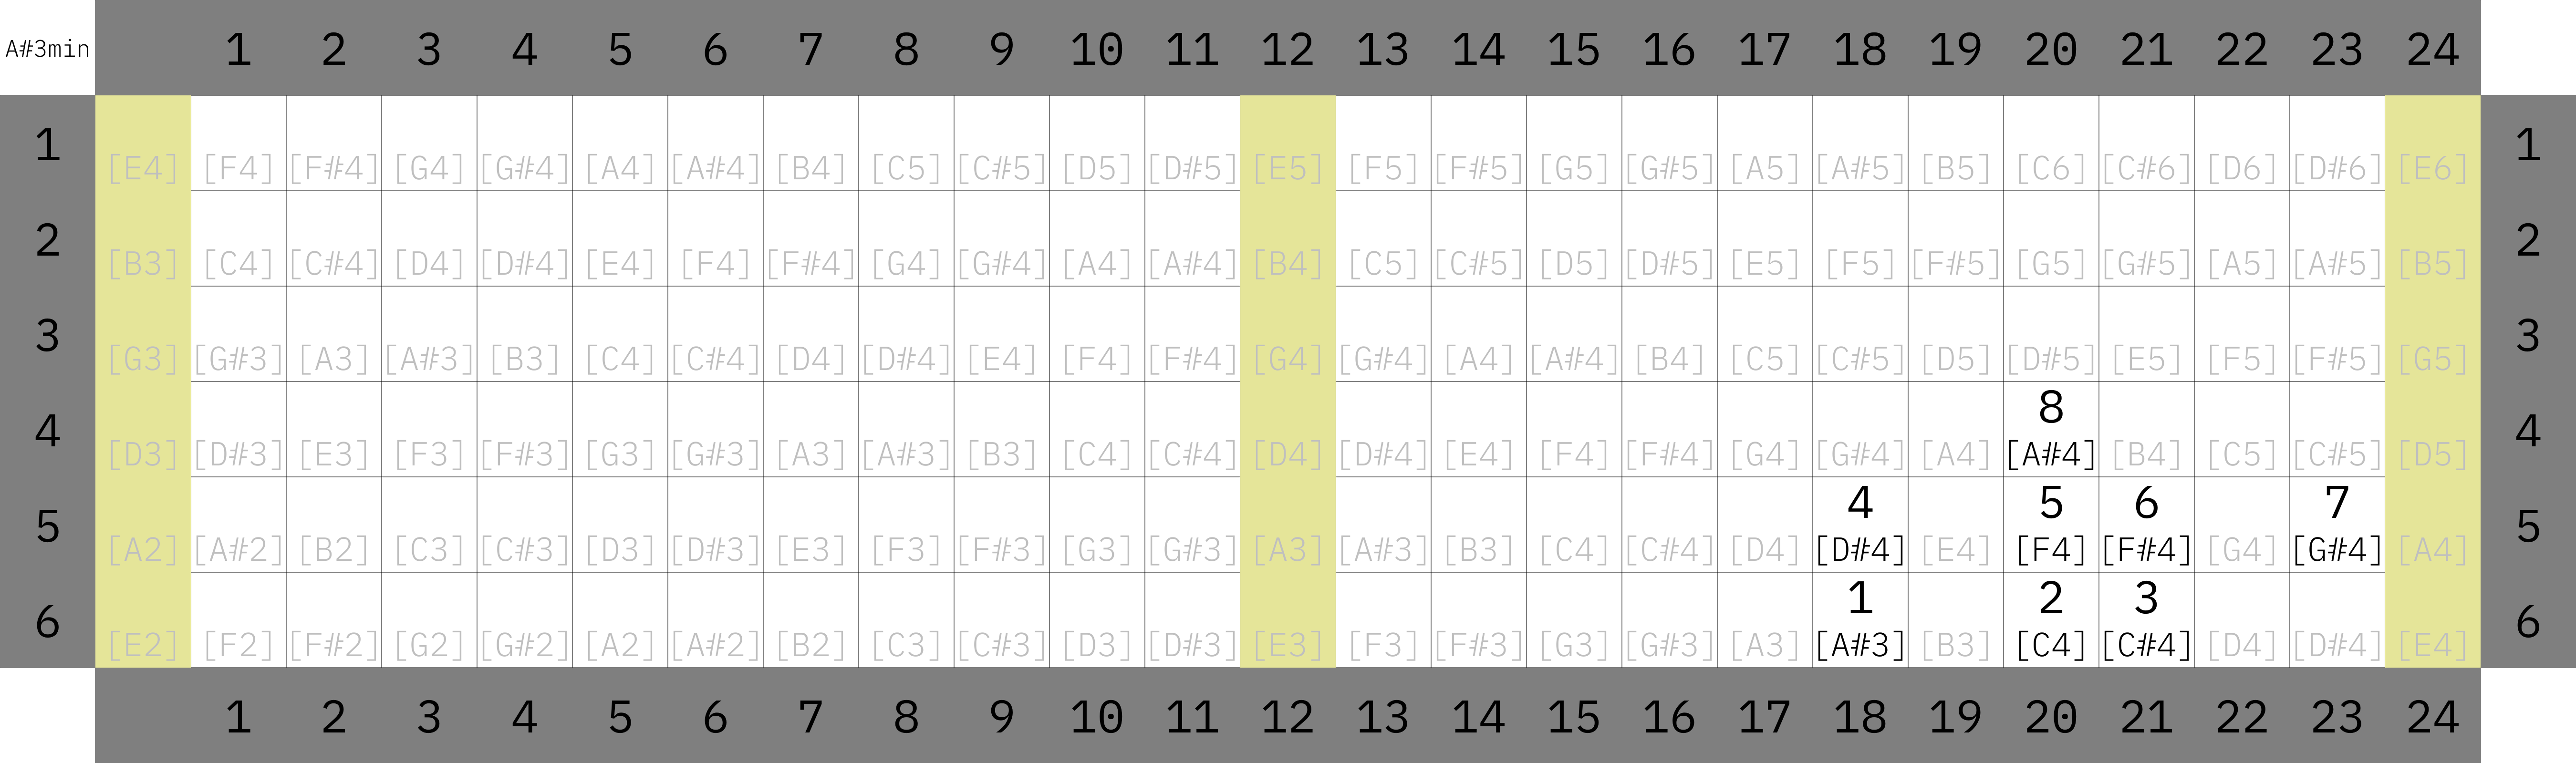 A#3min 1 2 3 4 5 6 7 8 9 10 11 12 13 14 15 16 17 18 19 20 21 22 23 24
1 [E4] [F4] [F#4] [G4] [G#4] [A4] [A#4] [B4] [C5] [C#5] [D5] [D#5] [E5] [F5] [F#5] [G5] [G#5] [A5] [A#5] [B5] [C6] [C#6] [D6] [D#6] [E6] 1
2 [B3] [C4] [C#4] [D4] [D#4] [E4] [F4] [F#4] [G4] [G#4] [A4] [A#4] [B4] [C5] [C#5] [D5] [D#5] [E5] [F5] [F#5] [G5] [G#5] [A5] [A#5] [B5] 2
3 [G3] [G#3] [A3] [A#3] [B3] [C4] [C#4] [D4] [D#4] [E4] [F4] [F#4] [G4] [G#4] [A4] [A#4] [B4] [C5] [C#5] [D5] [D#5] [E5] [F5] [F#5] [G5] 3
8
4 [D3] [D#3] [E3] [F3] [F#3] [G3] [G#3] [A3] [A#3] [B3] [C4] [C#4] [D4] [D#4] [E4] [F4] [F#4] [G4] [G#4] [A4] [A#4] [B4] [C5] [C#5] [D5] 4
4 5 6 7
5 [A2] [A#2] [B2] [C3] [C#3] [D3] [D#3] [E3] [F3] [F#3] [G3] [G#3] [A3] [A#3] [B3] [C4] [C#4] [D4] [D#4] [E4] [F4] [F#4] [G4] [G#4] [A4] 5
1 2 3
6 [E2] [F2] [F#2] [G2] [G#2] [A2] [A#2] [B2] [C3] [C#3] [D3] [D#3] [E3] [F3] [F#3] [G3] [G#3] [A3] [A#3] [B3] [C4] [C#4] [D4] [D#4] [E4] 6
1 2 3 4 5 6 7 8 9 10 11 12 13 14 15 16 17 18 19 20 21 22 23 24